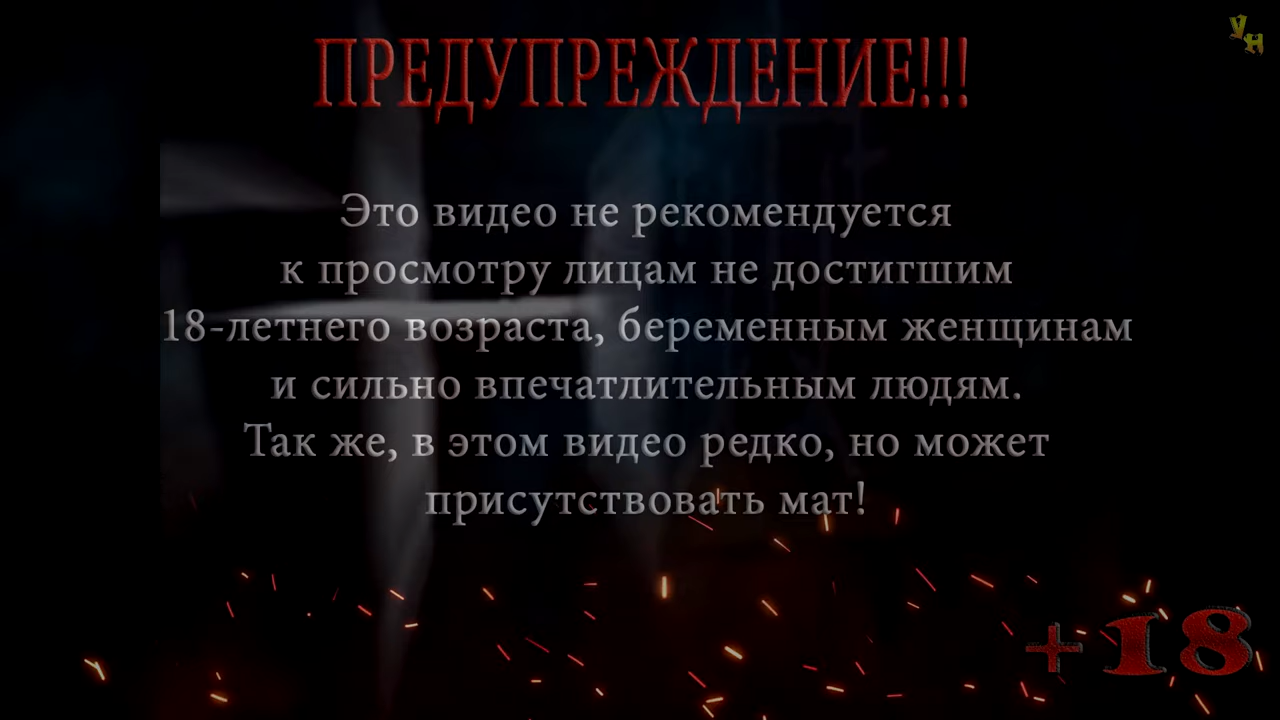 ПРЕДУПРЕЖДЕНИЕ!!!
УН
Это видео не рекомендуется
к просмотру лицам не достигшим
18-летнего возраста, беременным женщинам
и сильно впечатлительным людям.
Так же, в этом видео редко, но может
присутствовать мат!
+18